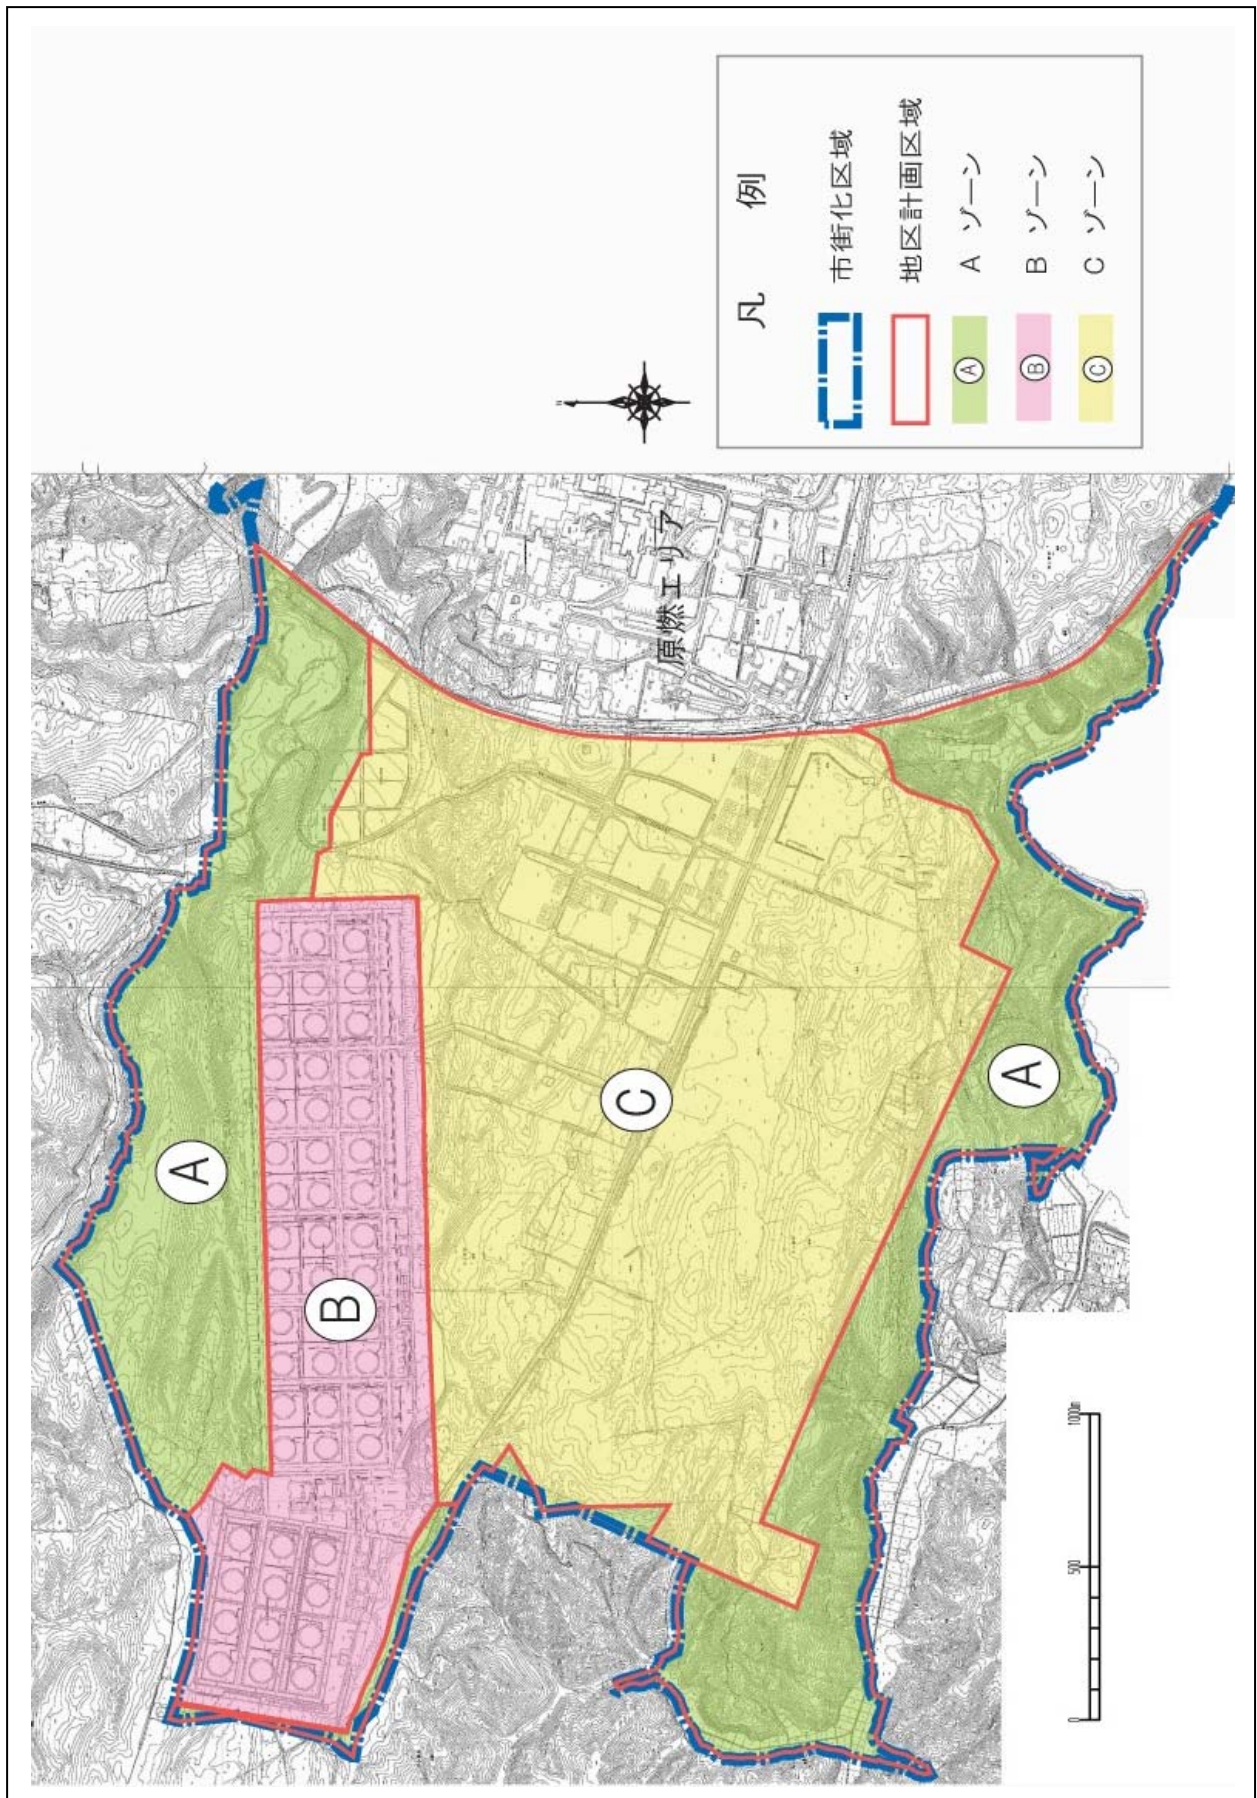 凡 例
市街化区域
地区計画区域
Ⓐ A ゾーン
Ⓑ B ゾーン
Ⓒ C ゾーン
N
原燃エリア
A
B
C
A
0 500 1000m